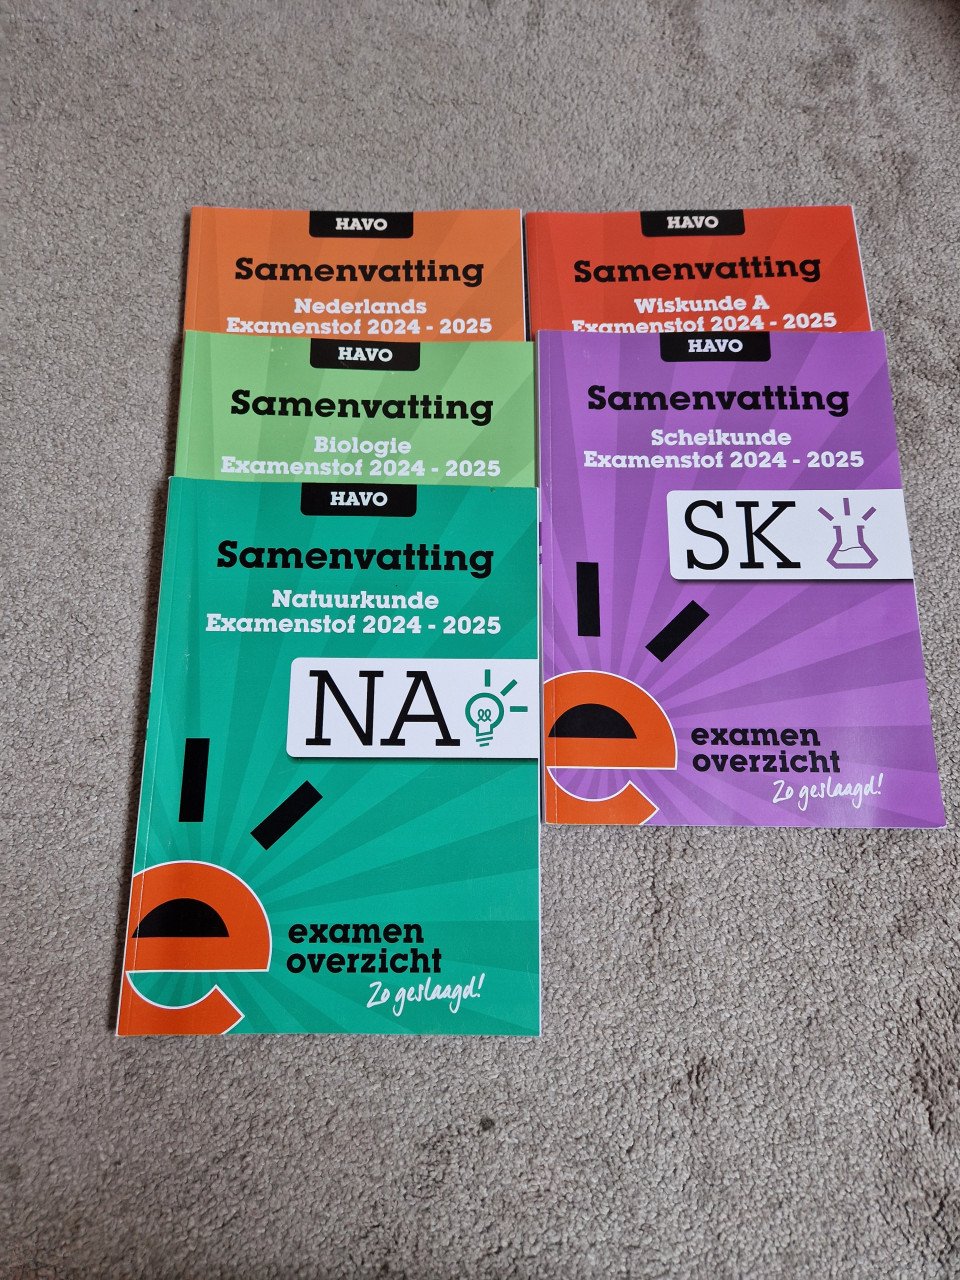 HAVO
Samenvatting
Nederlands
Examenstof 2024 - 2025
HAVO
Samenvatting
Wiskunde A
Examenstof 2024 - 2025
HAVO
Samenvatting
Biologie
Examenstof 2024 - 2025
HAVO
Samenvatting
Scheikunde
Examenstof 2024 - 2025
SK
e
examen
overzicht
Zo geslaagd!
HAVO
Samenvatting
Natuurkunde
Examenstof 2024 - 2025
NA
e
examen
overzicht
Zo geslaagd!